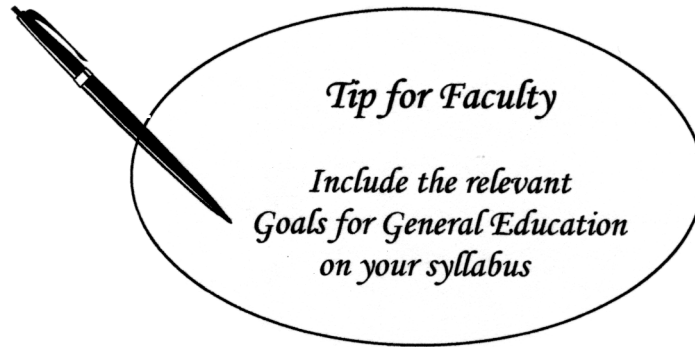 Tip for Faculty
Include the relevant
Goals for General Education
on your syllabus